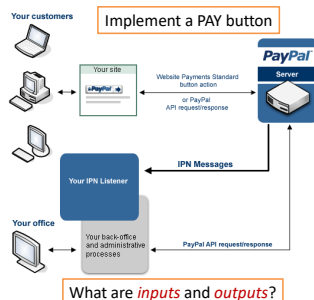 Your customers
Implement a PAY button
PayPal
Server
Your site
PayPal
Website Payments Standard
button action
or PayPal
API request/response
IPN Messages
Your IPN Listener
Your office
Your back-office
and administrative
processes
PayPal API request/response
What are inputs and outputs?